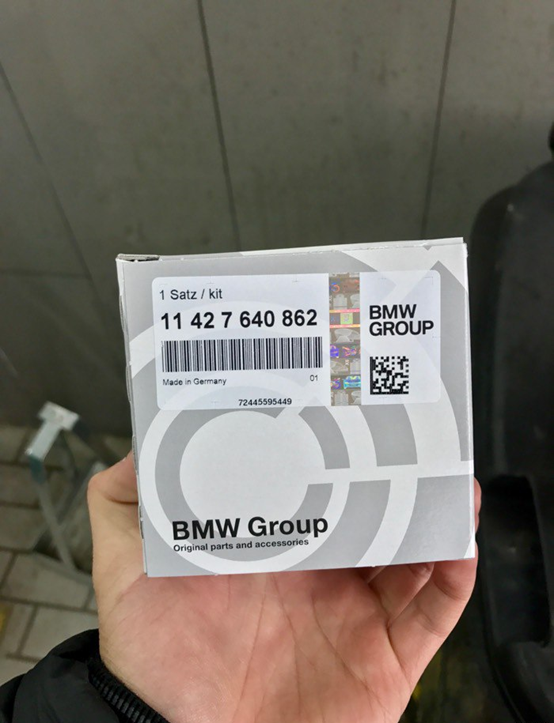 1 Satz / kit
11 42 7 640 862
Made in Germany 01
72445595449
BMW
GROUP
BMW Group
Original parts and accessories